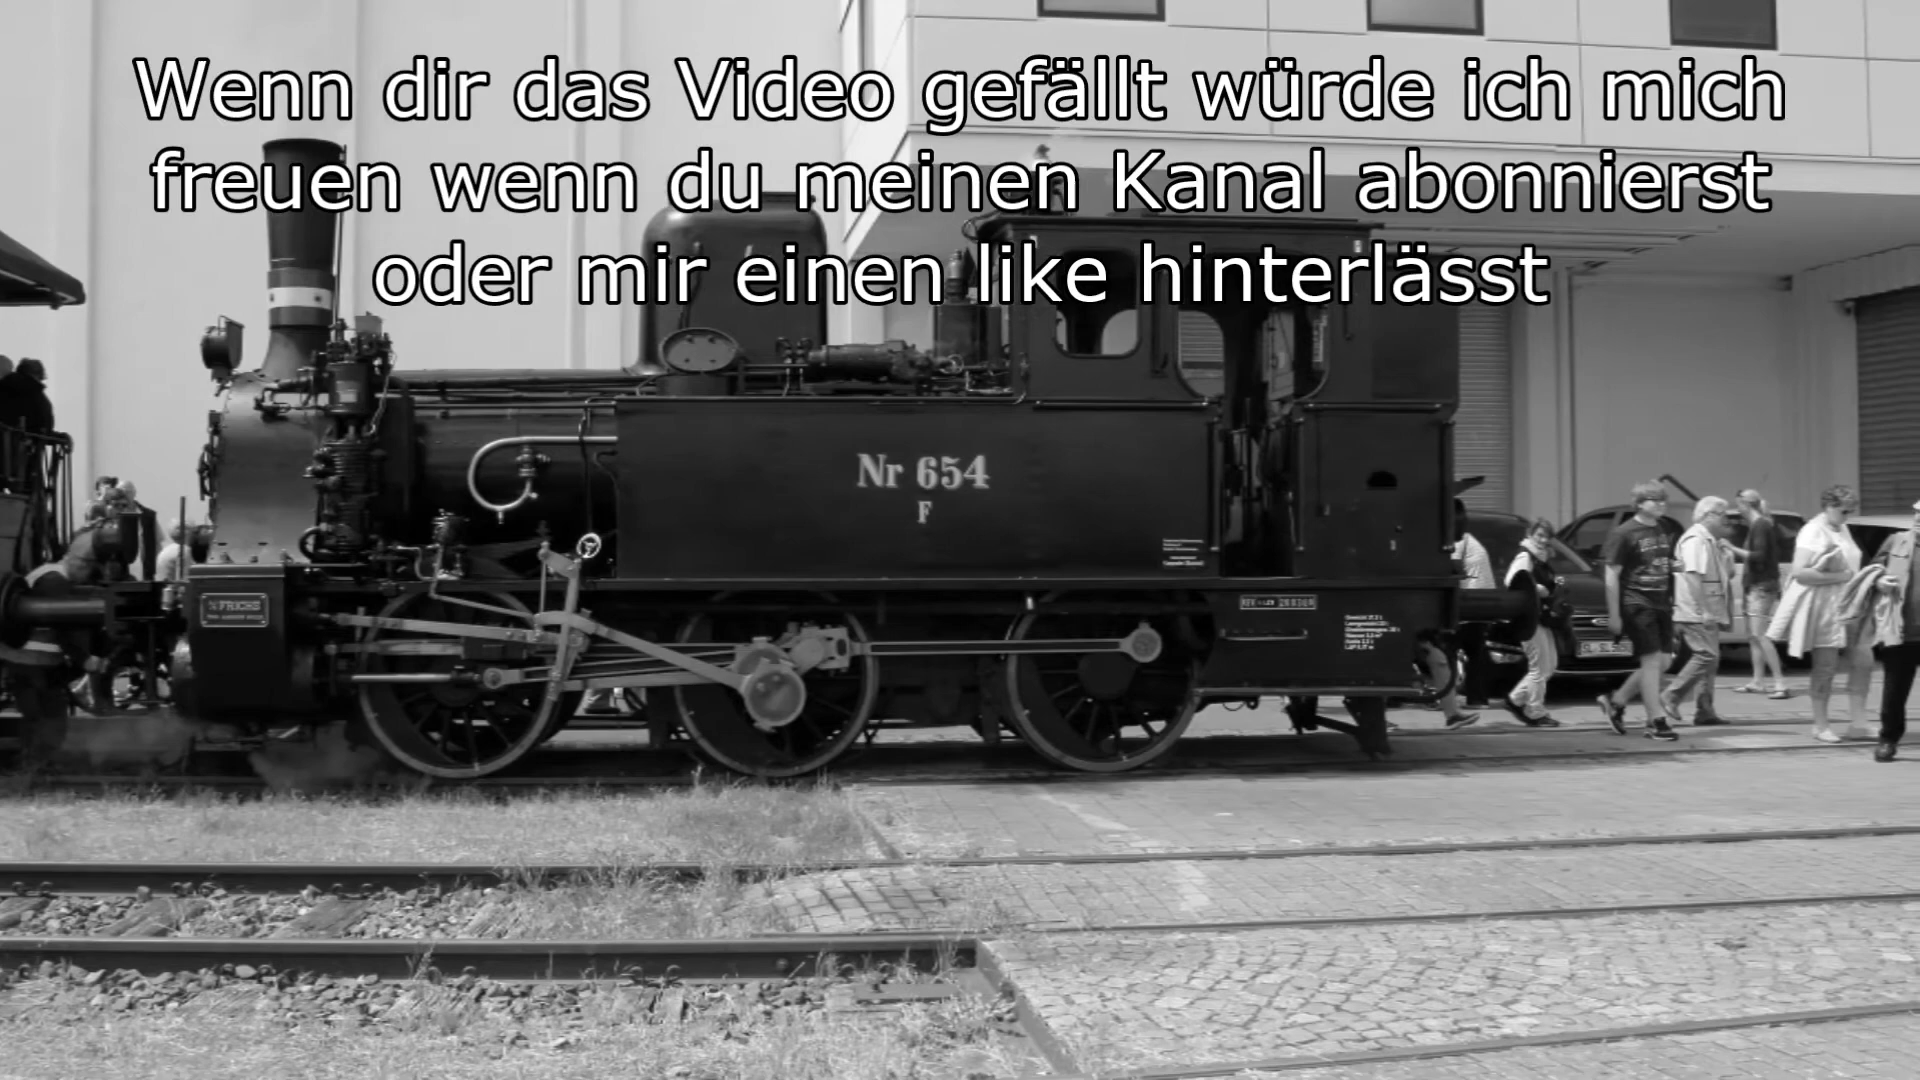 Wenn dir das Video gefällt würde ich mich
freuen wenn du meinen Kanal abonnierst
oder mir einen like hinterlässt
Nr 654
F
FRICHS